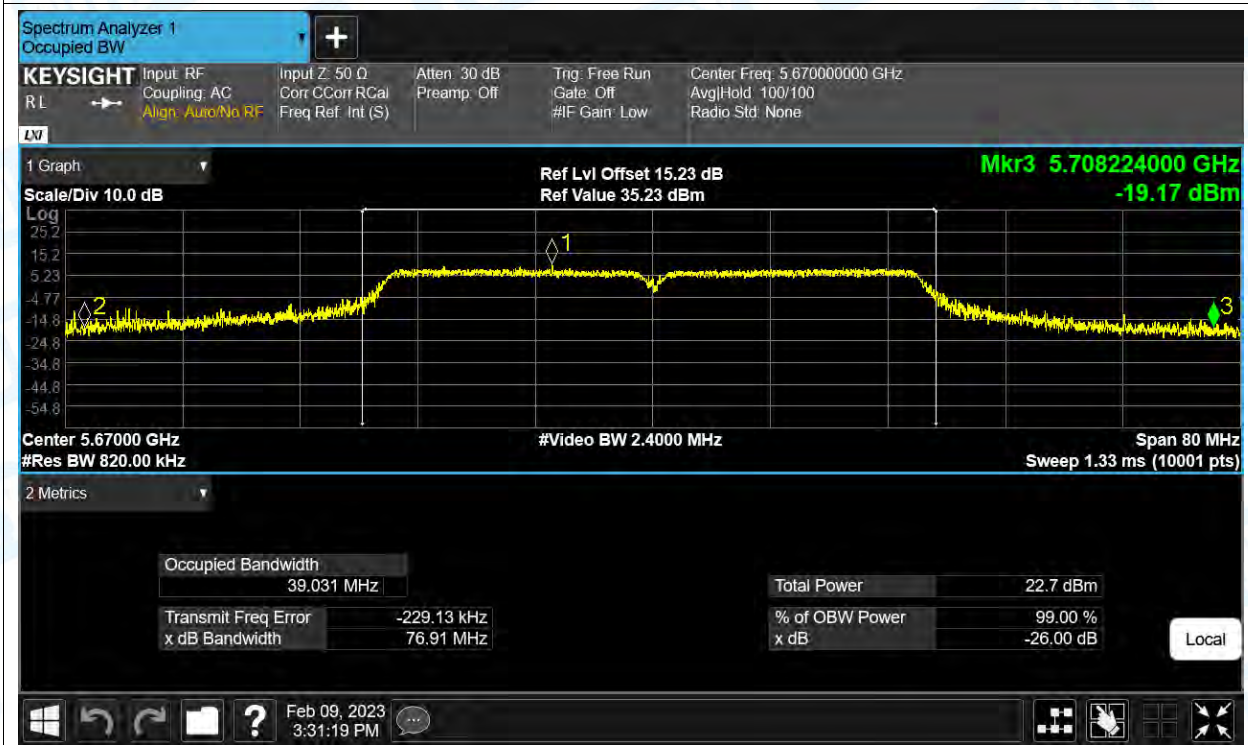 Spectrum Analyzer 1
Occupied BW
KEYSIGHT
RL
LXI
Input: RF
Coupling: AC
Align: Auto/No RF
Input Z: 50 Ω
Corr CCorr RCal
Freq Ref: Int (S)
Atten: 30 dB
Preamp: Off
Trig: Free Run
Gate: Off
#IF Gain: Low
Center Freq: 5.670000000 GHz
Avg|Hold: 100/100
Radio Std: None
1 Graph
Scale/Div 10.0 dB
Ref Lvl Offset 15.23 dB
Ref Value 35.23 dBm
Mkr3 5.708224000 GHz
-19.17 dBm
Log
25.2
15.2
5.23
-4.77
-14.8
-24.8
-34.8
-44.8
-54.8
1
2
3
Center 5.67000 GHz
#Res BW 820.00 kHz
#Video BW 2.4000 MHz
Span 80 MHz
Sweep 1.33 ms (10001 pts)
2 Metrics
Occupied Bandwidth
39.031 MHz
Transmit Freq Error -229.13 kHz
x dB Bandwidth 76.91 MHz
Total Power 22.7 dBm
% of OBW Power 99.00 %
x dB -26.00 dB
Local
Feb 09, 2023
3:31:19 PM